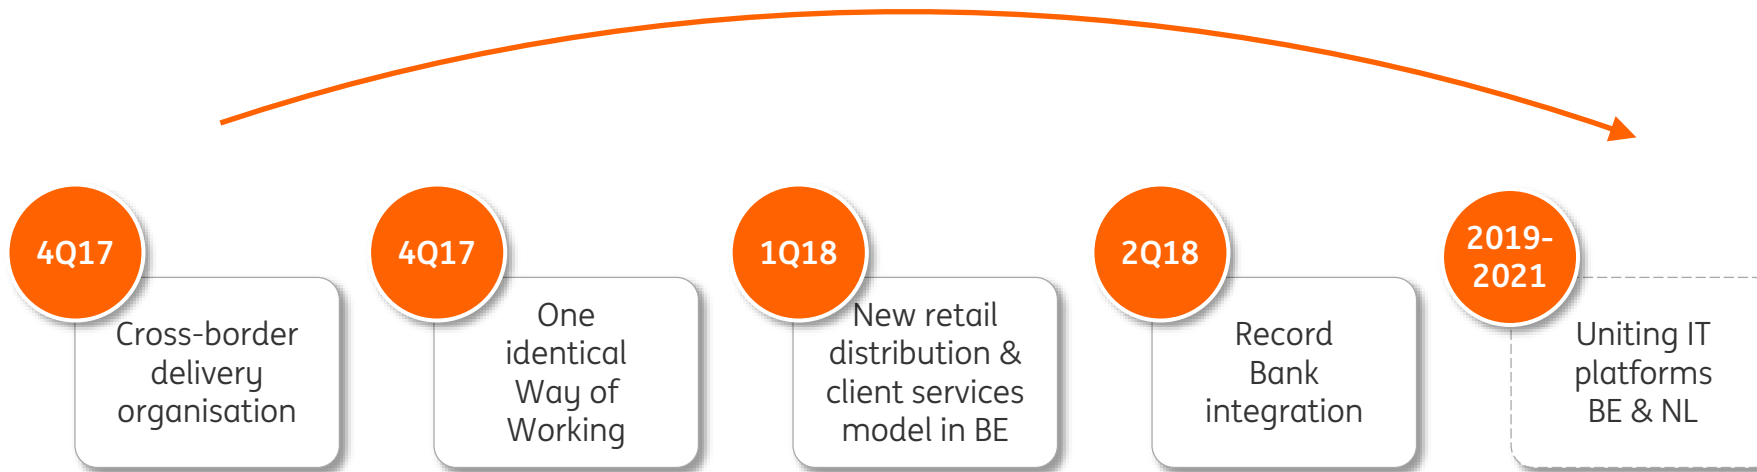 4Q17
Cross-border
delivery
organisation
4Q17
One
identical
Way of
Working
1Q18
New retail
distribution &
client services
model in BE
2Q18
Record
Bank
integration
2019-
2021
Uniting IT
platforms
BE & NL